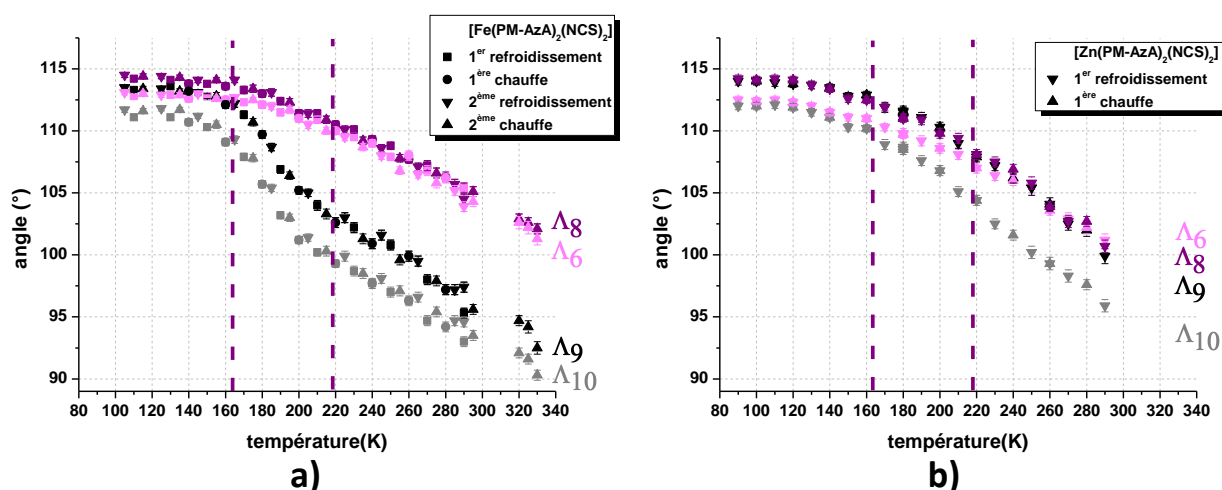 [Fe(PM-AzA)₂(NCS)₂]
1er refroidissement
1ère chauffe
2ème refroidissement
2ème chauffe
115
110
105
100
95
90
angle (°)
Λ8
Λ6
Λ9
Λ10
80 100 120 140 160 180 200 220 240 260 280 300 320 340
température(K)
a)
[Zn(PM-AzA)₂(NCS)₂]
1er refroidissement
1ère chauffe
115
110
105
100
95
90
angle (°)
Λ6
Λ8
Λ9
Λ10
80 100 120 140 160 180 200 220 240 260 280 300 320 340
température(K)
b)